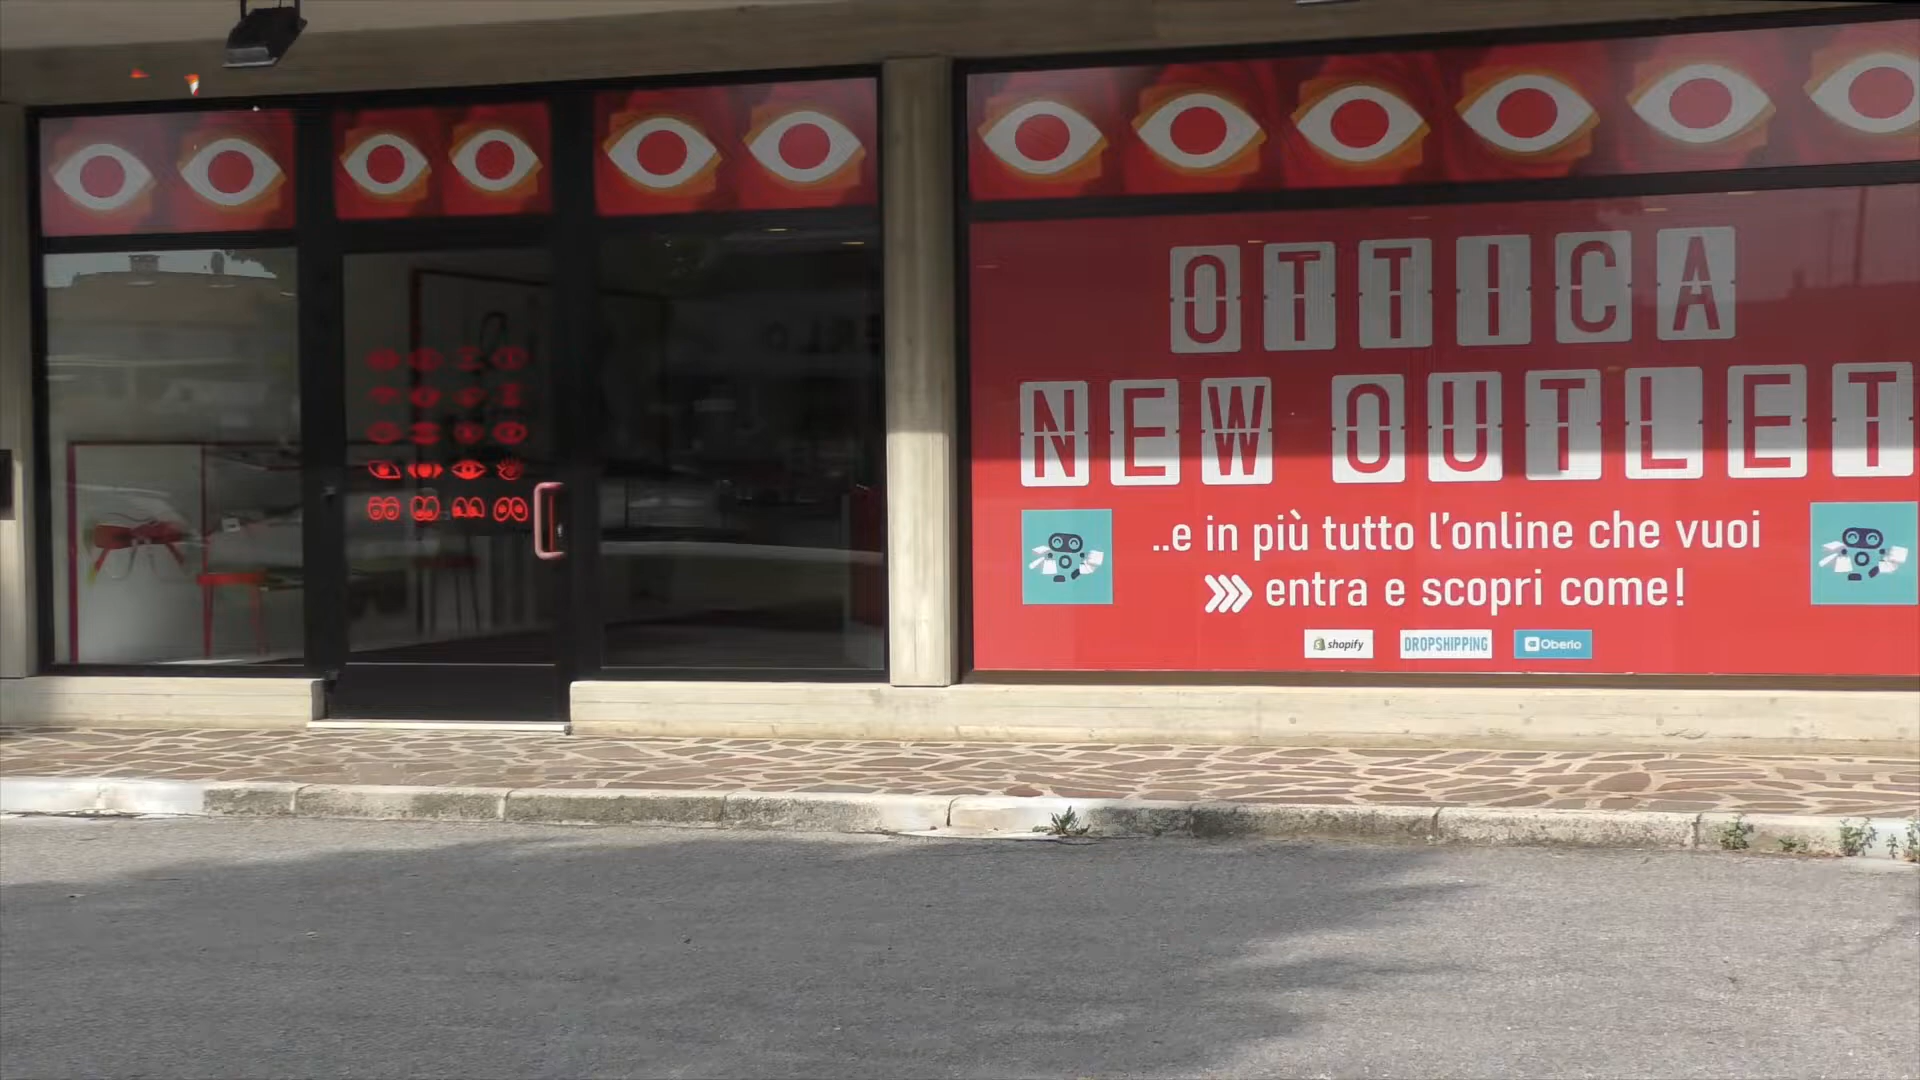 OTTICA
NEW OUTLET
..e in più tutto l'online che vuoi
entra e scopri come!
shopify DROPSHIPPING Oberlo